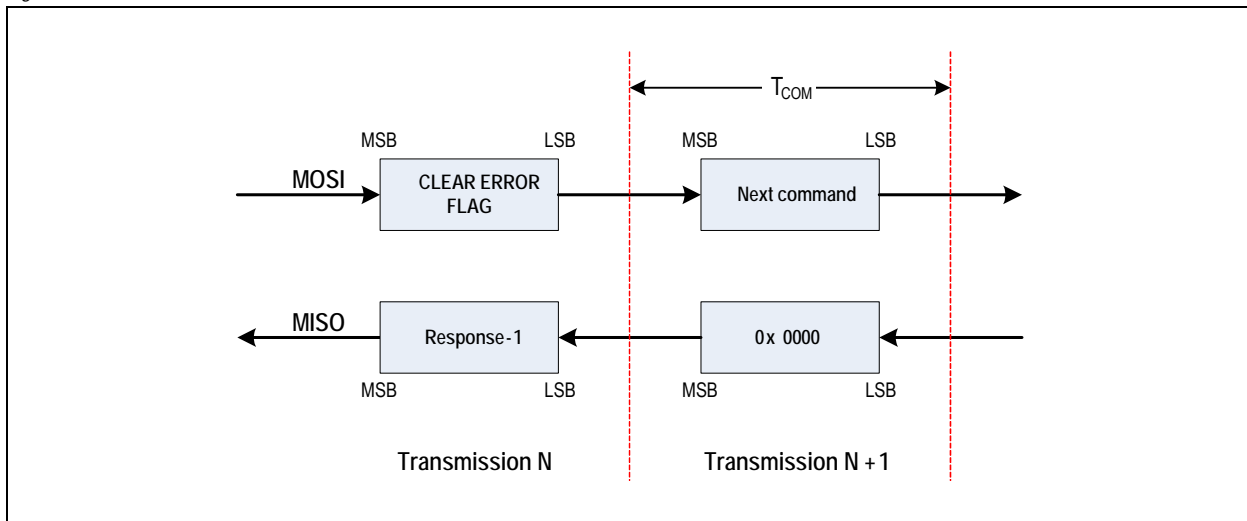 T_COM
MSB LSB MSB LSB
MOSI CLEAR ERROR FLAG Next command
MISO Response-1 0x 0000
MSB LSB MSB LSB
Transmission N Transmission N + 1